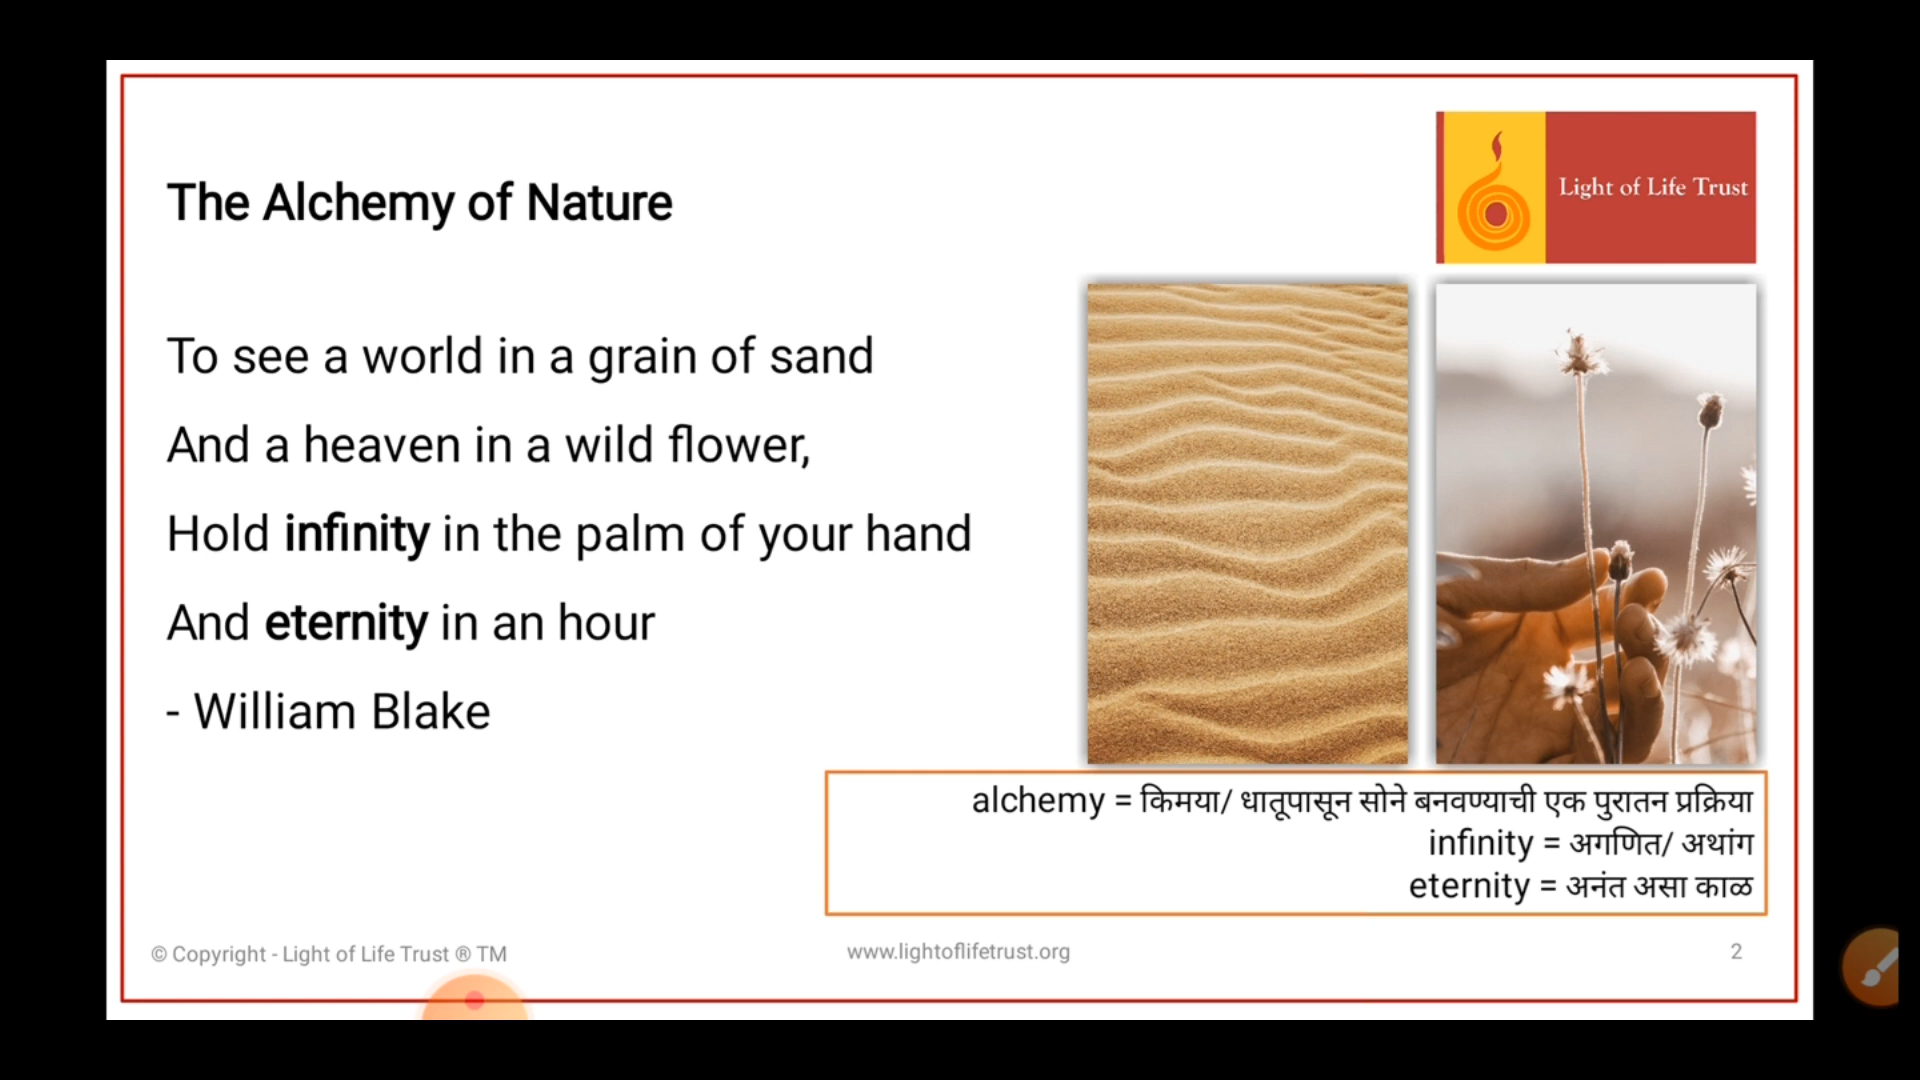 Light of Life Trust
The Alchemy of Nature
To see a world in a grain of sand
And a heaven in a wild flower,
Hold infinity in the palm of your hand
And eternity in an hour
- William Blake
alchemy = किमया/ धातूपासून सोने बनवण्याची एक पुरातन प्रक्रिया
infinity = अगणित/ अथांग
eternity = अनंत असा काळ
© Copyright - Light of Life Trust ® TM
www.lightoflifetrust.org
2